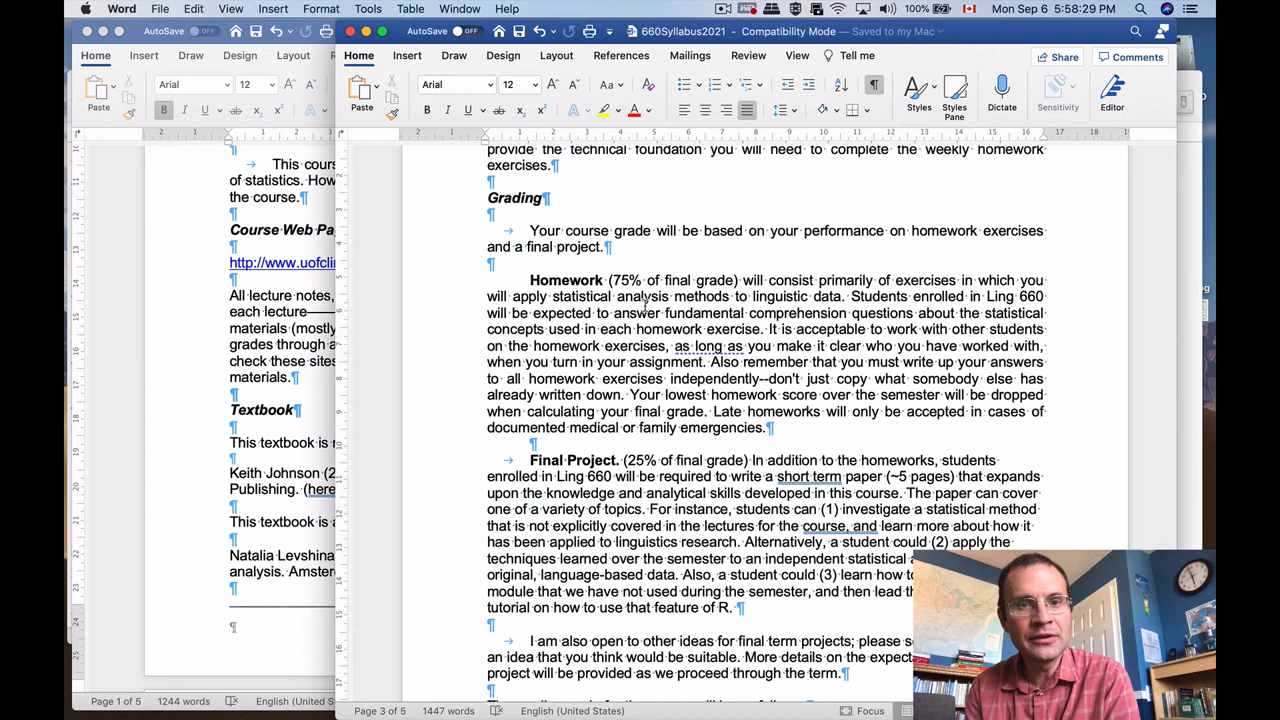 Word File Edit View Insert Format Tools Table Window Help 100% Mon Sep 6 5:58:29 PM
AutoSave OFF
AutoSave OFF 660Syllabus2021 - Compatibility Mode — Saved to my Mac
Home Insert Draw Design Layout
Home Insert Draw Design Layout References Mailings Review View Tell me Share Comments
Paste Arial 12
B I U ab
Paste Arial 12 Styles Styles Pane Dictate Sensitivity Editor
B I U ab
This cours
of statistics. How
the course.¶
¶
Course Web Pa
¶
http://www.uofclin
¶
All lecture notes,
each lecture—
materials (mostly
grades through a
check these sites
materials.¶
¶
Textbook¶
¶
This textbook is r
Keith Johnson (2
Publishing. (here
This textbook is a
Natalia Levshina
analysis. Amster
¶
¶
provide the technical foundation you will need to complete the weekly homework
exercises.¶
¶
Grading¶
¶
Your course grade will be based on your performance on homework exercises
and a final project.¶
¶
Homework (75% of final grade) will consist primarily of exercises in which you
will apply statistical analysis methods to linguistic data. Students enrolled in Ling 660
will be expected to answer fundamental comprehension questions about the statistical
concepts used in each homework exercise. It is acceptable to work with other students
on the homework exercises, as long as you make it clear who you have worked with,
when you turn in your assignment. Also remember that you must write up your answers
to all homework exercises independently--don't just copy what somebody else has
already written down. Your lowest homework score over the semester will be dropped
when calculating your final grade. Late homeworks will only be accepted in cases of
documented medical or family emergencies.¶
¶
Final Project. (25% of final grade) In addition to the homeworks, students
enrolled in Ling 660 will be required to write a short term paper (~5 pages) that expands
upon the knowledge and analytical skills developed in this course. The paper can cover
one of a variety of topics. For instance, students can (1) investigate a statistical method
that is not explicitly covered in the lectures for the course, and learn more about how it
has been applied to linguistics research. Alternatively, a student could (2) apply the
techniques learned over the semester to an independent statistical a
original, language-based data. Also, a student could (3) learn how to
module that we have not used during the semester, and then lead th
tutorial on how to use that feature of R. ¶
¶
I am also open to other ideas for final term projects; please s
an idea that you think would be suitable. More details on the expect
project will be provided as we proceed through the term.¶
¶
Page 1 of 5 1244 words English (United States)
Page 3 of 5 1447 words English (United States) Focus